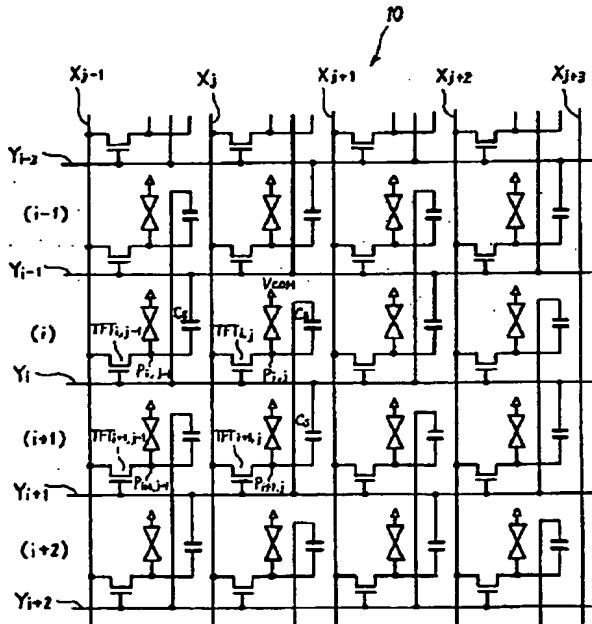 10
Xj-1 Xj Xj+1 Xj+2 Xj+3
Yi-2
(i-1)
Yi-1
VCOM
(i)
Cs Cs
TFTi,j-1 TFTi,j
Pi,j-1 Pi,j
Yi
(i+1)
Cs
TFTi+1,j-1 TFTi+1,j
Pi+1,j-1 Pi+1,j
Yi+1
(i+2)
Yi+2